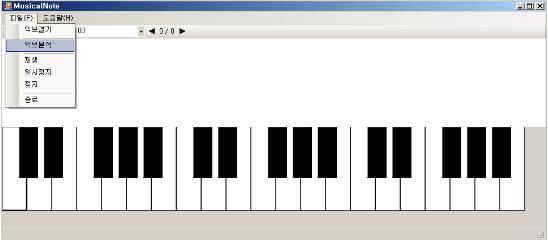 MusicalNote
파일(F) 도움말(H)
악보열기
0 / 0
악보분석
재생
일시정지
정지
종료